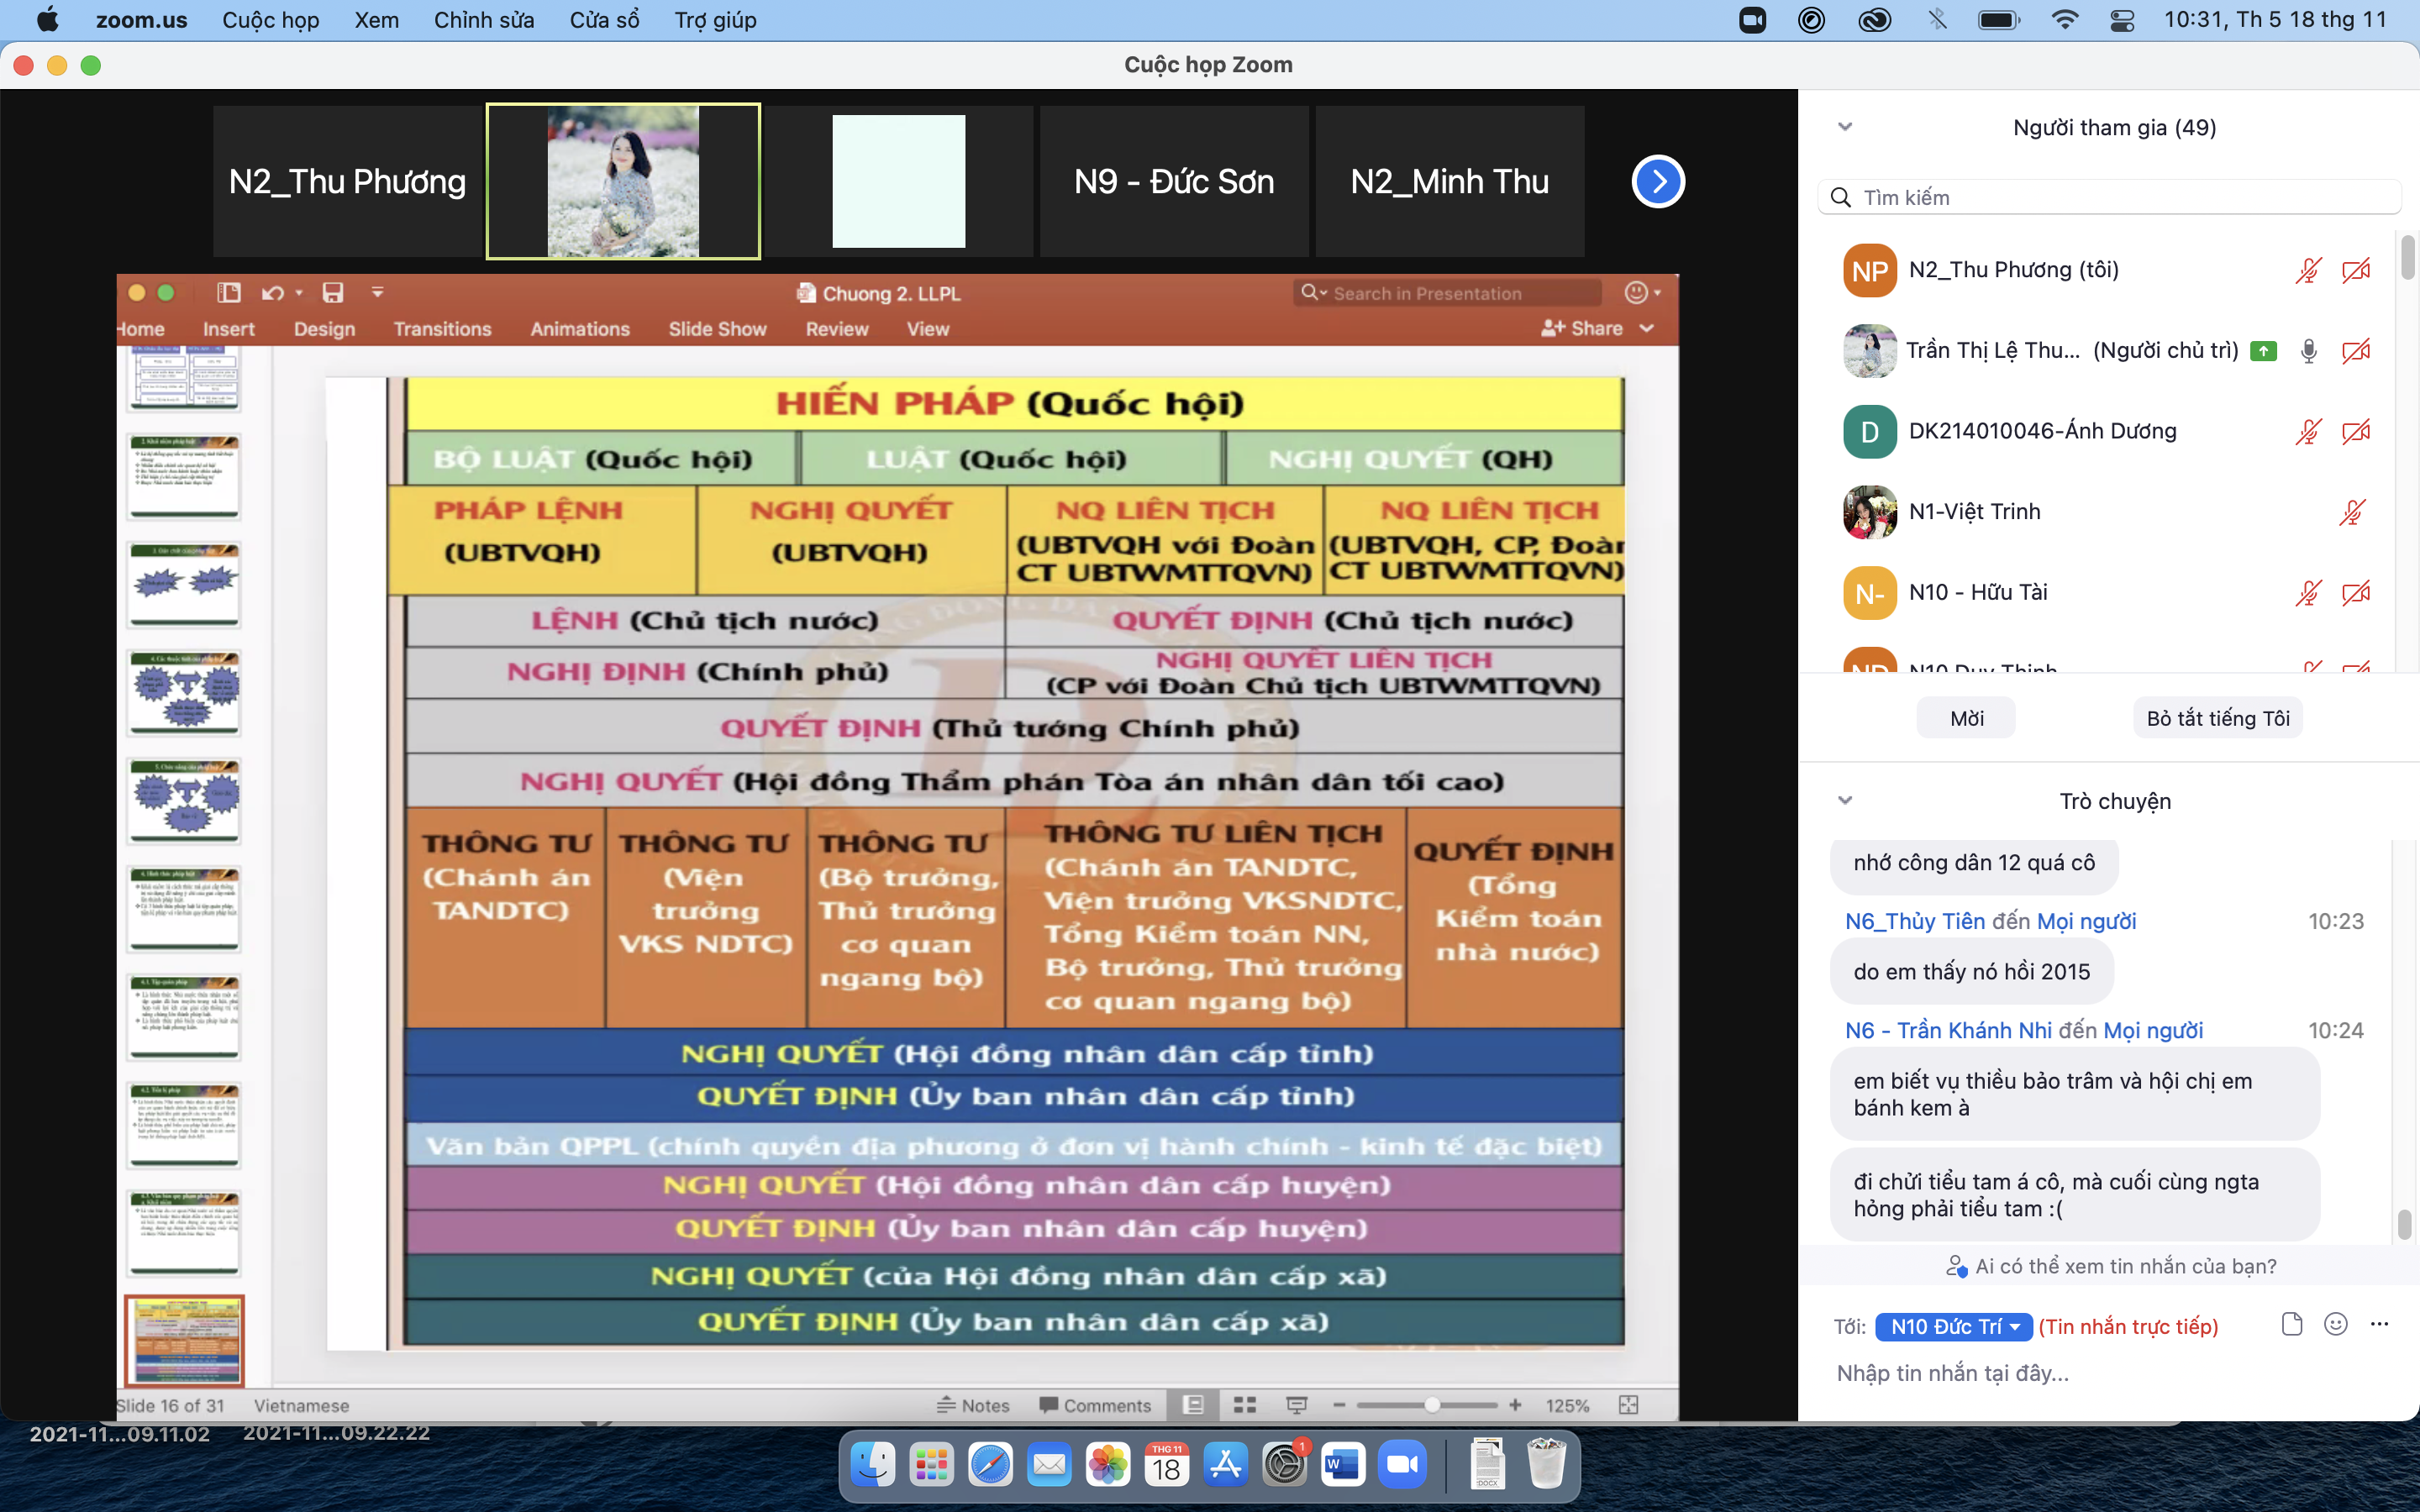 zoom.us Cuộc họp Xem Chỉnh sửa Cửa sổ Trợ giúp
10:31, Th 5 18 thg 11
Cuộc họp Zoom
N2_Thu Phương
N9 - Đức Sơn
N2_Minh Thu
Chuong 2. LLPL
Search in Presentation
Home Insert Design Transitions Animations Slide Show Review View
Share
HIẾN PHÁP (Quốc hội)
BỘ LUẬT (Quốc hội)
LUẬT (Quốc hội)
NGHỊ QUYẾT (QH)
PHÁP LỆNH
(UBTVQH)
NGHỊ QUYẾT
(UBTVQH)
NQ LIÊN TỊCH
(UBTVQH với Đoàn
CT UBTWMTTQVN)
NQ LIÊN TỊCH
(UBTVQH, CP, Đoàn
CT UBTWMTTQVN)
LỆNH (Chủ tịch nước)
QUYẾT ĐỊNH (Chủ tịch nước)
NGHỊ ĐỊNH (Chính phủ)
NGHỊ QUYẾT LIÊN TỊCH
(CP với Đoàn Chủ tịch UBTWMTTQVN)
QUYẾT ĐỊNH (Thủ tướng Chính phủ)
NGHỊ QUYẾT (Hội đồng Thẩm phán Tòa án nhân dân tối cao)
THÔNG TƯ
(Chánh án
TANDTC)
THÔNG TƯ
(Viện
trưởng
VKS NDTC)
THÔNG TƯ
(Bộ trưởng,
Thủ trưởng
cơ quan
ngang bộ)
THÔNG TƯ LIÊN TỊCH
(Chánh án TANDTC,
Viện trưởng VKSNDTC,
Tổng Kiểm toán NN,
Bộ trưởng, Thủ trưởng
cơ quan ngang bộ)
QUYẾT ĐỊNH
(Tổng
Kiểm toán
nhà nước)
NGHỊ QUYẾT (Hội đồng nhân dân cấp tỉnh)
QUYẾT ĐỊNH (Ủy ban nhân dân cấp tỉnh)
Văn bản QPPL (chính quyền địa phương ở đơn vị hành chính - kinh tế đặc biệt)
NGHỊ QUYẾT (Hội đồng nhân dân cấp huyện)
QUYẾT ĐỊNH (Ủy ban nhân dân cấp huyện)
NGHỊ QUYẾT (của Hội đồng nhân dân cấp xã)
QUYẾT ĐỊNH (Ủy ban nhân dân cấp xã)
Slide 16 of 31 Vietnamese
Notes Comments 125%
Người tham gia (49)
Tìm kiếm
NP N2_Thu Phương (tôi)
Trần Thị Lệ Thu... (Người chủ trì)
D DK214010046-Ánh Dương
N1-Việt Trinh
N- N10 - Hữu Tài
Mời
Bỏ tắt tiếng Tôi
Trò chuyện
nhớ công dân 12 quá cô
N6_Thủy Tiên đến Mọi người 10:23
do em thấy nó hồi 2015
N6 - Trần Khánh Nhi đến Mọi người 10:24
em biết vụ thiều bảo trâm và hội chị em
bánh kem à
đi chửi tiểu tam á cô, mà cuối cùng ngta
hỏng phải tiểu tam :(
Ai có thể xem tin nhắn của bạn?
Tới: N10 Đức Trí (Tin nhắn trực tiếp)
Nhập tin nhắn tại đây...
2021-11...09.11.02
2021-11...09.22.22
THG 11
18
1
W
DOCX